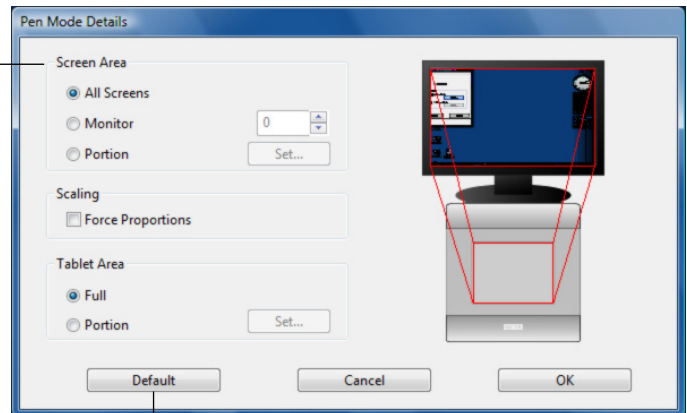 Pen Mode Details
Screen Area
All Screens
Monitor
0
Portion
Set...
Scaling
Force Proportions
Tablet Area
Full
Portion
Set...
Default
Cancel
OK